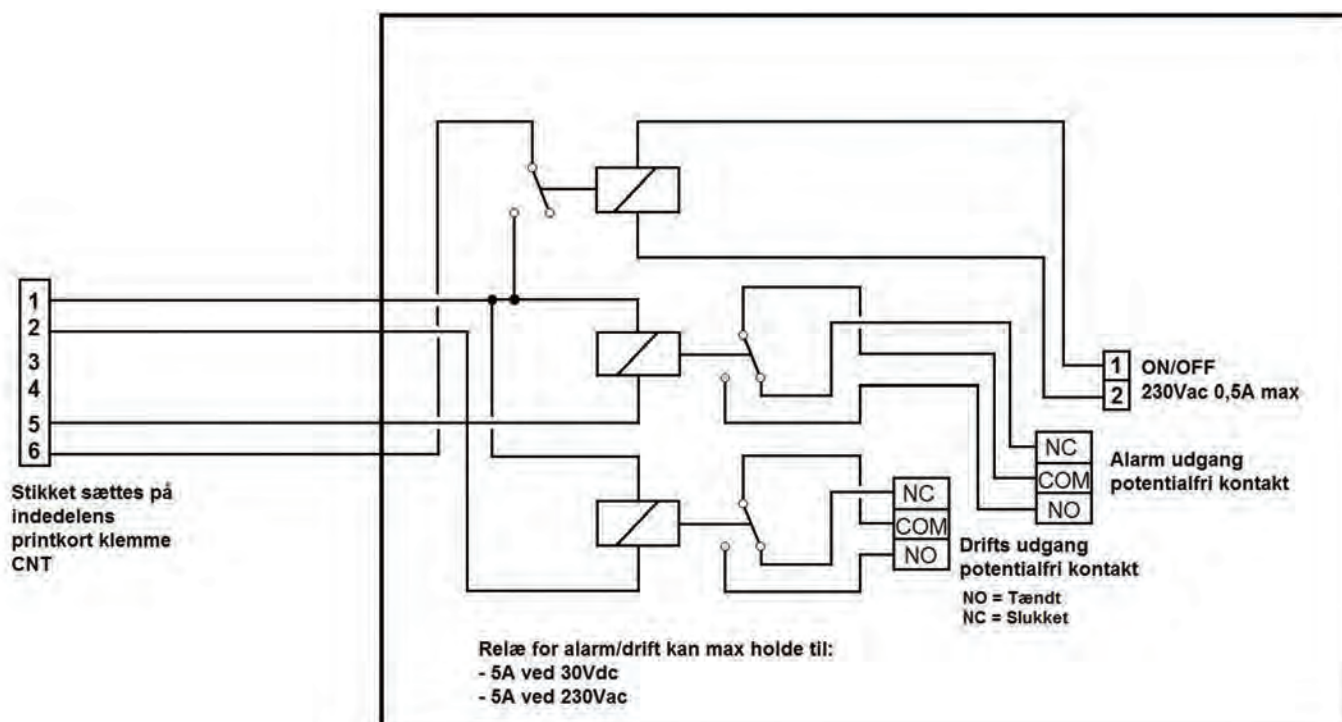 1
2
3
4
5
6
Stikket sættes på
indedelens
printkort klemme
CNT
1
2
ON/OFF
230Vac 0,5A max
NC
COM
NO
Alarm udgang
potentialfri kontakt
NC
COM
NO
Drifts udgang
potentialfri kontakt
NO = Tændt
NC = Slukket
Relæ for alarm/drift kan max holde til:
- 5A ved 30Vdc
- 5A ved 230Vac